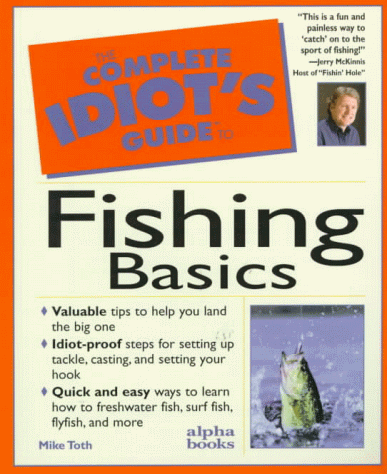 "This is a fun and
painless way to
'catch' on to the
sport of fishing!"
—Jerry McKinnis
Host of "Fishin' Hole"
THE
COMPLETE
IDIOT'S
GUIDE TO
Fishing
Basics
♦ Valuable tips to help you land
the big one
♦ Idiot-proof steps for setting up
tackle, casting, and setting your
hook
♦ Quick and easy ways to learn
how to freshwater fish, surf fish,
flyfish, and more
Mike Toth
alpha
books